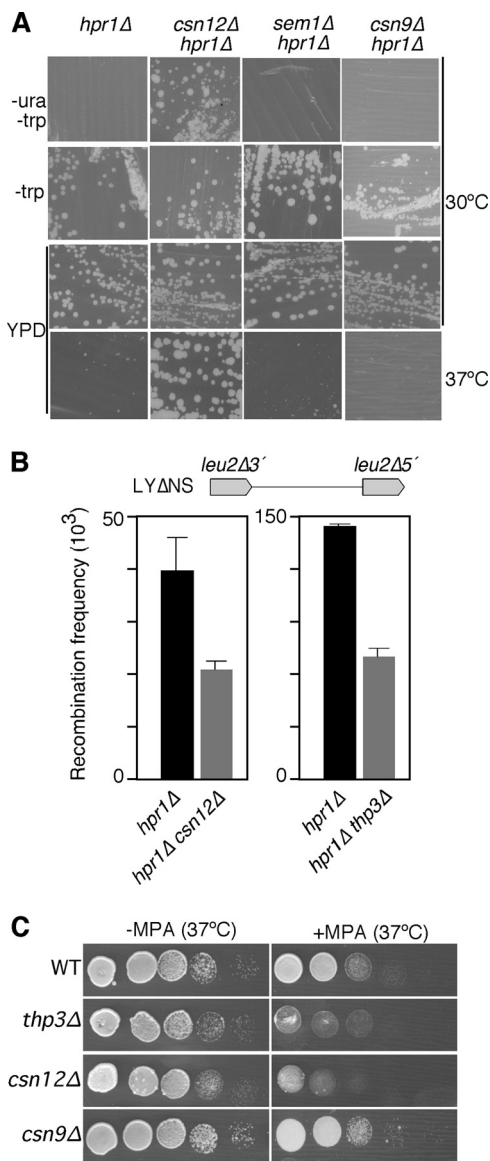 A
hpr1Δ csn12Δ hpr1Δ sem1Δ hpr1Δ csn9Δ hpr1Δ
-ura -trp
-trp
30ºC
YPD
37ºC
B
leu2Δ3´ leu2Δ5´
LYΔNS
Recombination frequency (10³)
50 150
0 0
hpr1Δ hpr1Δ csn12Δ hpr1Δ hpr1Δ thp3Δ
C
-MPA (37ºC) +MPA (37ºC)
WT
thp3Δ
csn12Δ
csn9Δ